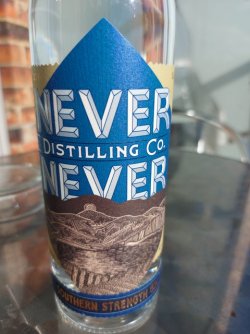 NEVER
DISTILLING CO.
NEVER
SOUTHERN STRENGTH